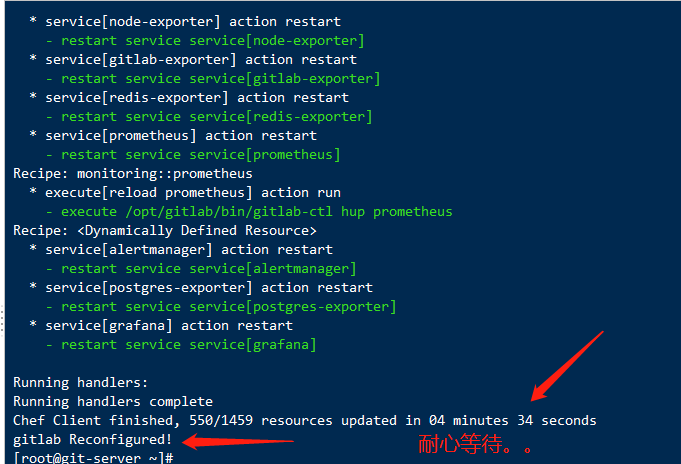 * service[node-exporter] action restart
- restart service service[node-exporter]
* service[gitlab-exporter] action restart
- restart service service[gitlab-exporter]
* service[redis-exporter] action restart
- restart service service[redis-exporter]
* service[prometheus] action restart
- restart service service[prometheus]
Recipe: monitoring::prometheus
* execute[reload prometheus] action run
- execute /opt/gitlab/bin/gitlab-ctl hup prometheus
Recipe: <Dynamically Defined Resource>
* service[alertmanager] action restart
- restart service service[alertmanager]
* service[postgres-exporter] action restart
- restart service service[postgres-exporter]
* service[grafana] action restart
- restart service service[grafana]
Running handlers:
Running handlers complete
Chef Client finished, 550/1459 resources updated in 04 minutes 34 seconds
gitlab Reconfigured!
耐心等待。。
[root@git-server ~]#